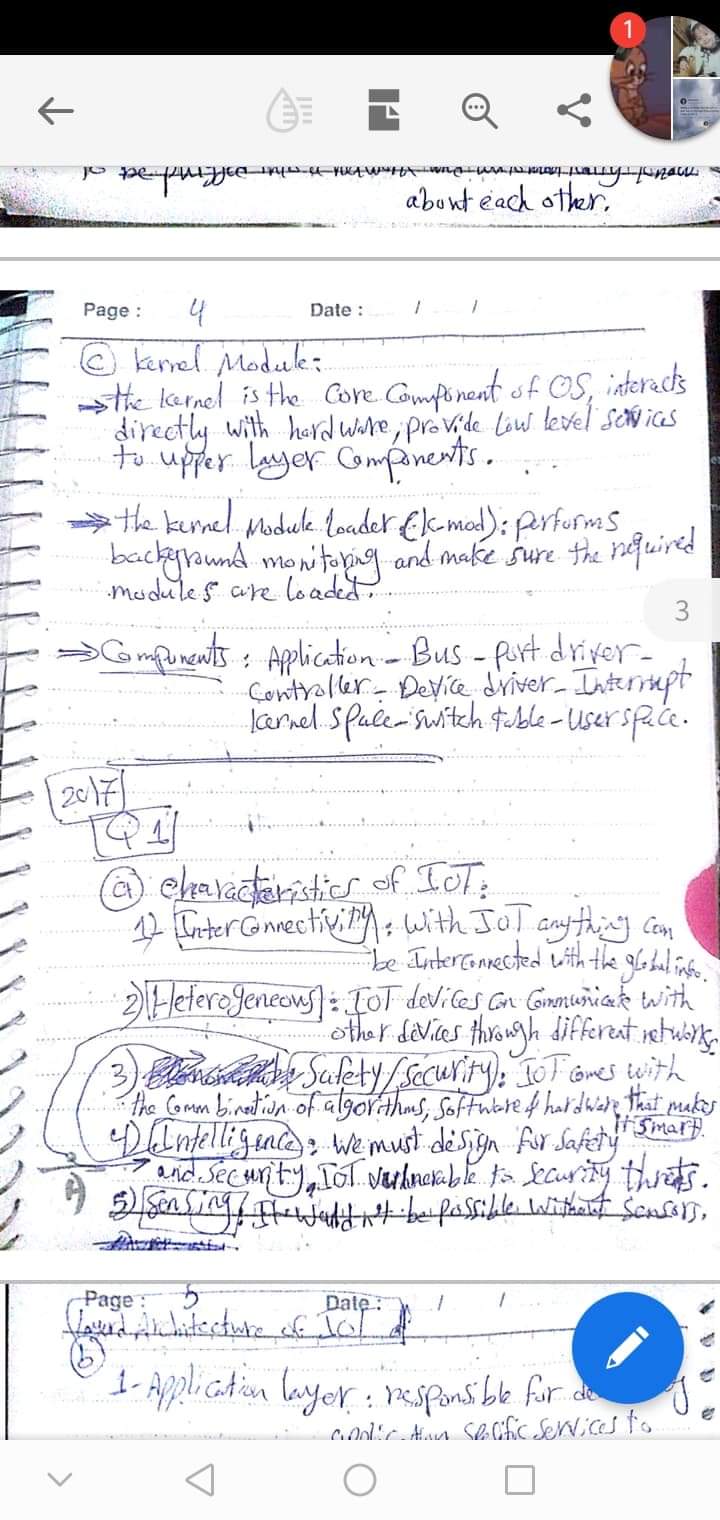 1
be plugged into a network and
about each other.
Page : 4 Date : / /
(C) kernel Module:
→ the kernel is the Core Component of OS, interacts
directly with hardware, provide Low level services
to upper layer Components.
⇒ the kernel Module Loader (k-mod): performs
background monitoring and make sure the required
modules are loaded.
3
⇒ Components : Application - Bus - port driver -
Controller - Device driver - Interrupt
kernel space - switch table - User space.
2017
Q 1
(a) characteristics of IoT:
1) InterConnectivity : With IoT anything Can
be Interconnected with the global info.
2) Heterogeneous : IoT devices can Communicate with
other devices through different networks.
3) Safety/security : IoT comes with
the Combination of algorithms, software & hardware that makes
it smart.
4) Intelligence : we must design for safety
→ and security, IoT vulnerable to security threats.
5) Sensing : It wouldn't be possible without sensors.
Page : 5 Date : / /
layerd Architecture of IoT
(b)
1- Application layer : responsible for
application specific services to